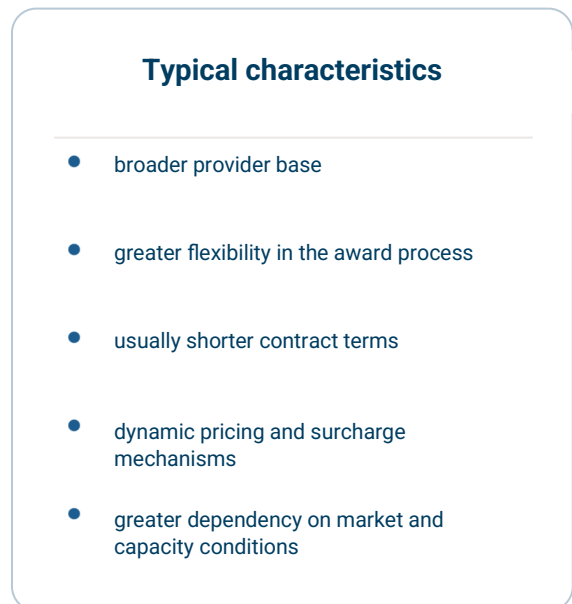 Typical characteristics
broader provider base
greater flexibility in the award process
usually shorter contract terms
dynamic pricing and surcharge
mechanisms
greater dependency on market and
capacity conditions